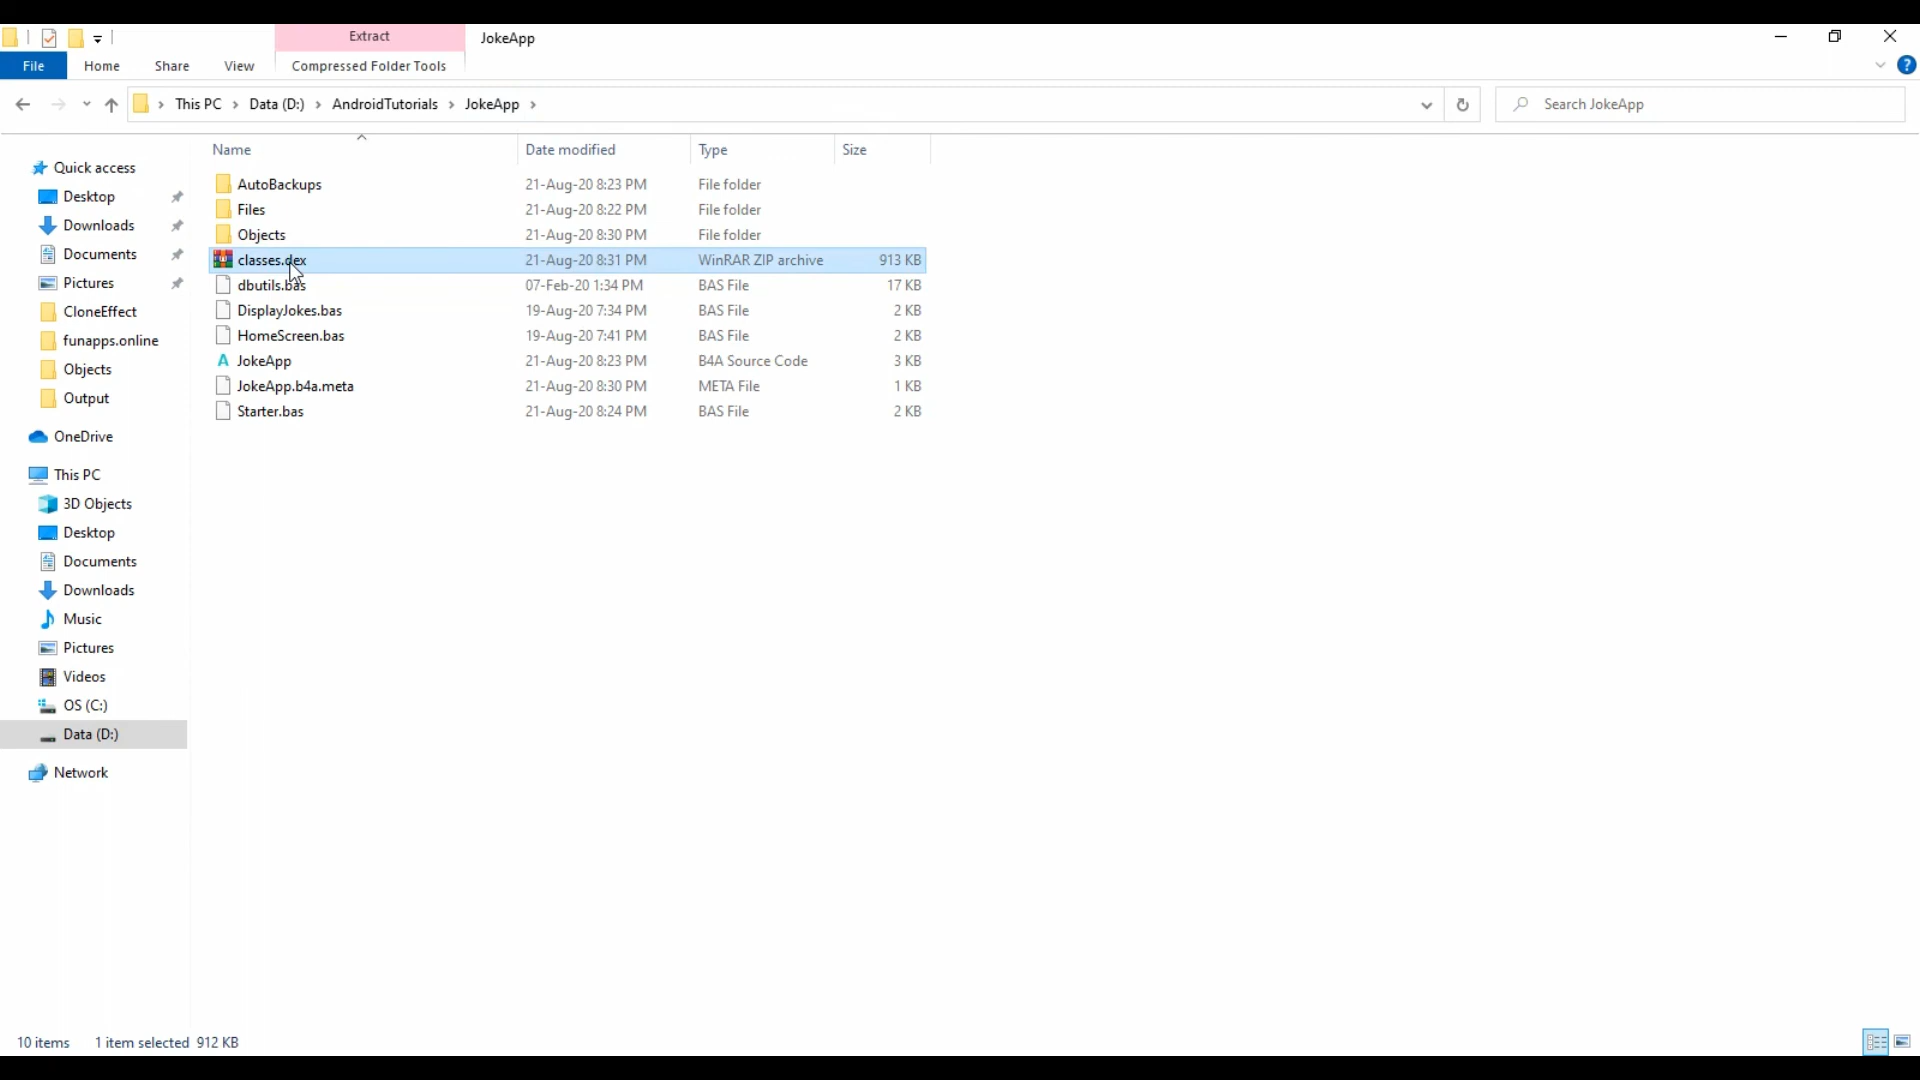 Extract JokeApp
File Home Share View Compressed Folder Tools
This PC Data (D:) AndroidTutorials JokeApp
Search JokeApp
Name Date modified Type Size
Quick access
Desktop
Downloads
Documents
Pictures
CloneEffect
funapps.online
Objects
Output
OneDrive
This PC
3D Objects
Desktop
Documents
Downloads
Music
Pictures
Videos
OS (C:)
Data (D:)
Network
AutoBackups 21-Aug-20 8:23 PM File folder
Files 21-Aug-20 8:22 PM File folder
Objects 21-Aug-20 8:30 PM File folder
classes.dex 21-Aug-20 8:31 PM WinRAR ZIP archive 913 KB
dbutils.bas 07-Feb-20 1:34 PM BAS File 17 KB
DisplayJokes.bas 19-Aug-20 7:34 PM BAS File 2 KB
HomeScreen.bas 19-Aug-20 7:41 PM BAS File 2 KB
JokeApp 21-Aug-20 8:23 PM B4A Source Code 3 KB
JokeApp.b4a.meta 21-Aug-20 8:30 PM META File 1 KB
Starter.bas 21-Aug-20 8:24 PM BAS File 2 KB
10 items 1 item selected 912 KB